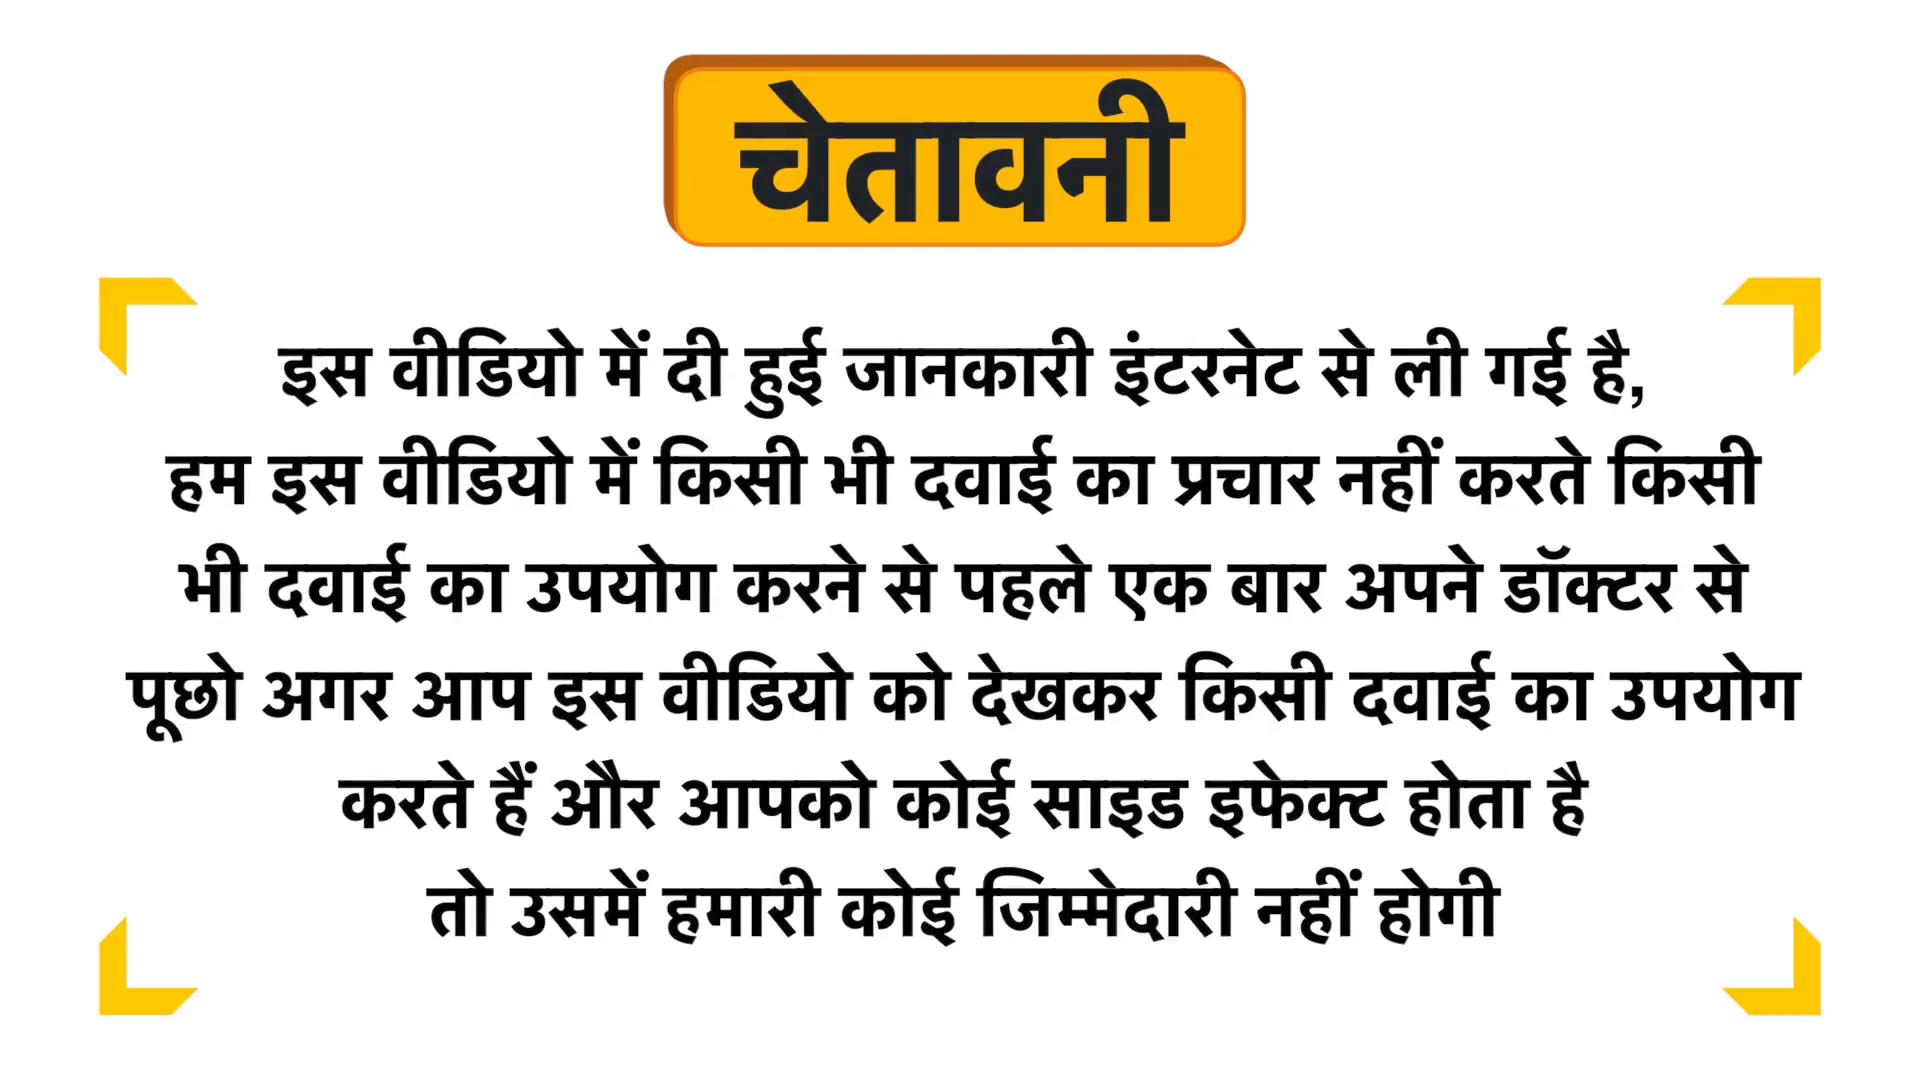 चेतावनी
इस वीडियो में दी हुई जानकारी इंटरनेट से ली गई है,
हम इस वीडियो में किसी भी दवाई का प्रचार नहीं करते किसी
भी दवाई का उपयोग करने से पहले एक बार अपने डॉक्टर से
पूछो अगर आप इस वीडियो को देखकर किसी दवाई का उपयोग
करते हैं और आपको कोई साइड इफेक्ट होता है
तो उसमें हमारी कोई जिम्मेदारी नहीं होगी